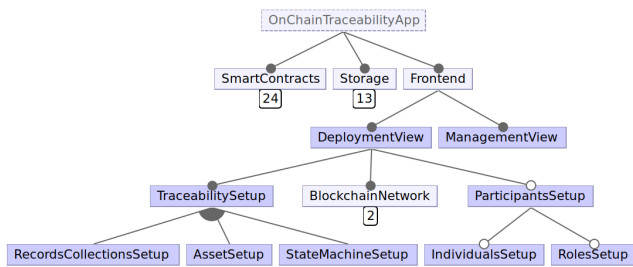 OnChainTraceabilityApp
SmartContracts Storage Frontend
24 13
DeploymentView ManagementView
TraceabilitySetup BlockchainNetwork ParticipantsSetup
2
RecordsCollectionsSetup AssetSetup StateMachineSetup IndividualsSetup RolesSetup